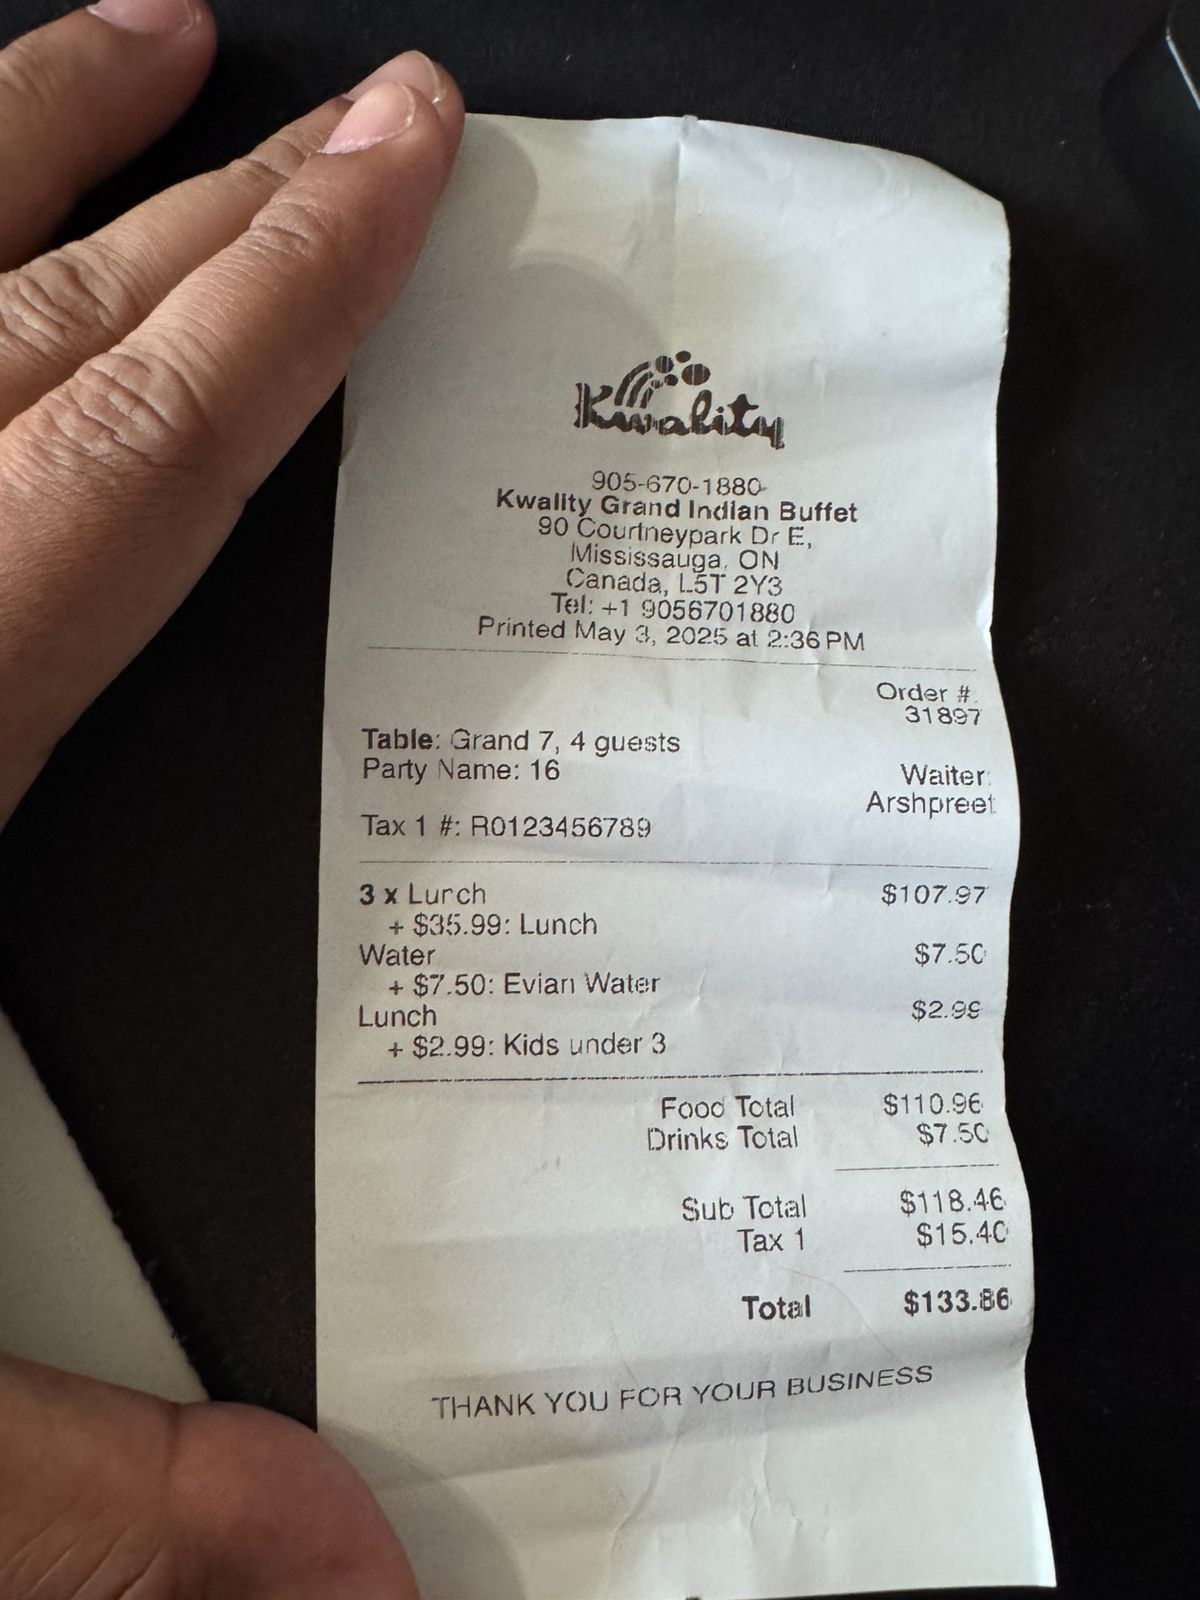 Kwality
905-670-1880
Kwality Grand Indian Buffet
90 Courtneypark Dr E,
Mississauga, ON
Canada, L5T 2Y3
Tel: +1 9056701880
Printed May 3, 2025 at 2:36 PM
Order #:
31897
Table: Grand 7, 4 guests
Party Name: 16
Waiter:
Arshpreet
Tax 1 #: R0123456789
3 x Lunch $107.97
+ $35.99: Lunch
Water $7.50
+ $7.50: Evian Water
Lunch $2.99
+ $2.99: Kids under 3
Food Total $110.96
Drinks Total $7.50
Sub Total $118.46
Tax 1 $15.40
Total $133.86
THANK YOU FOR YOUR BUSINESS